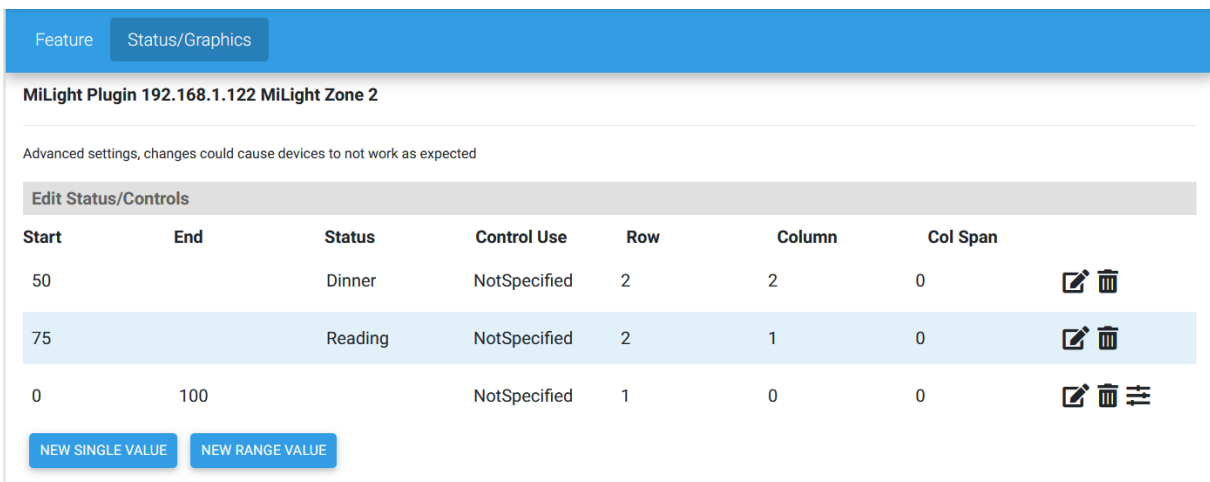 Feature Status/Graphics
MiLight Plugin 192.168.1.122 MiLight Zone 2
Advanced settings, changes could cause devices to not work as expected
Edit Status/Controls
Start End Status Control Use Row Column Col Span
50 Dinner NotSpecified 2 2 0
75 Reading NotSpecified 2 1 0
0 100 NotSpecified 1 0 0
NEW SINGLE VALUE NEW RANGE VALUE